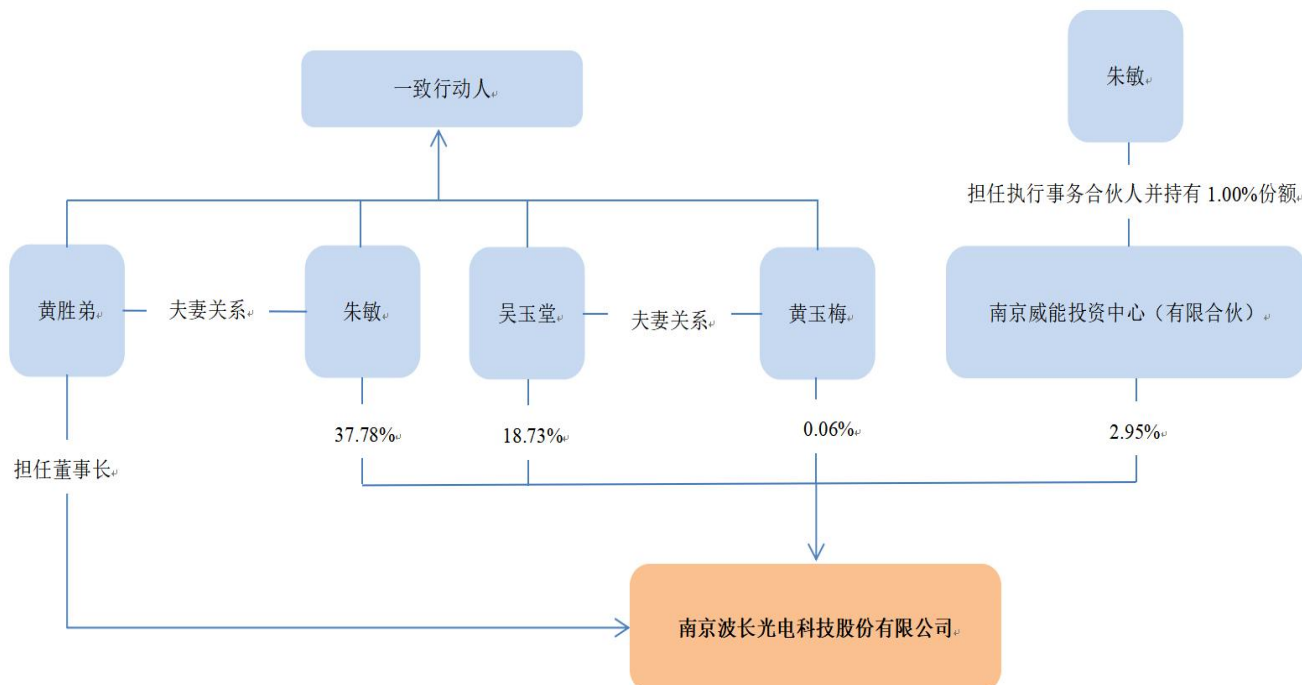 一致行动人
朱敏
担任执行事务合伙人并持有 1.00%份额
黄胜弟
夫妻关系
朱敏
吴玉堂
夫妻关系
黄玉梅
南京威能投资中心（有限合伙）
37.78%
18.73%
0.06%
2.95%
担任董事长
南京波长光电科技股份有限公司